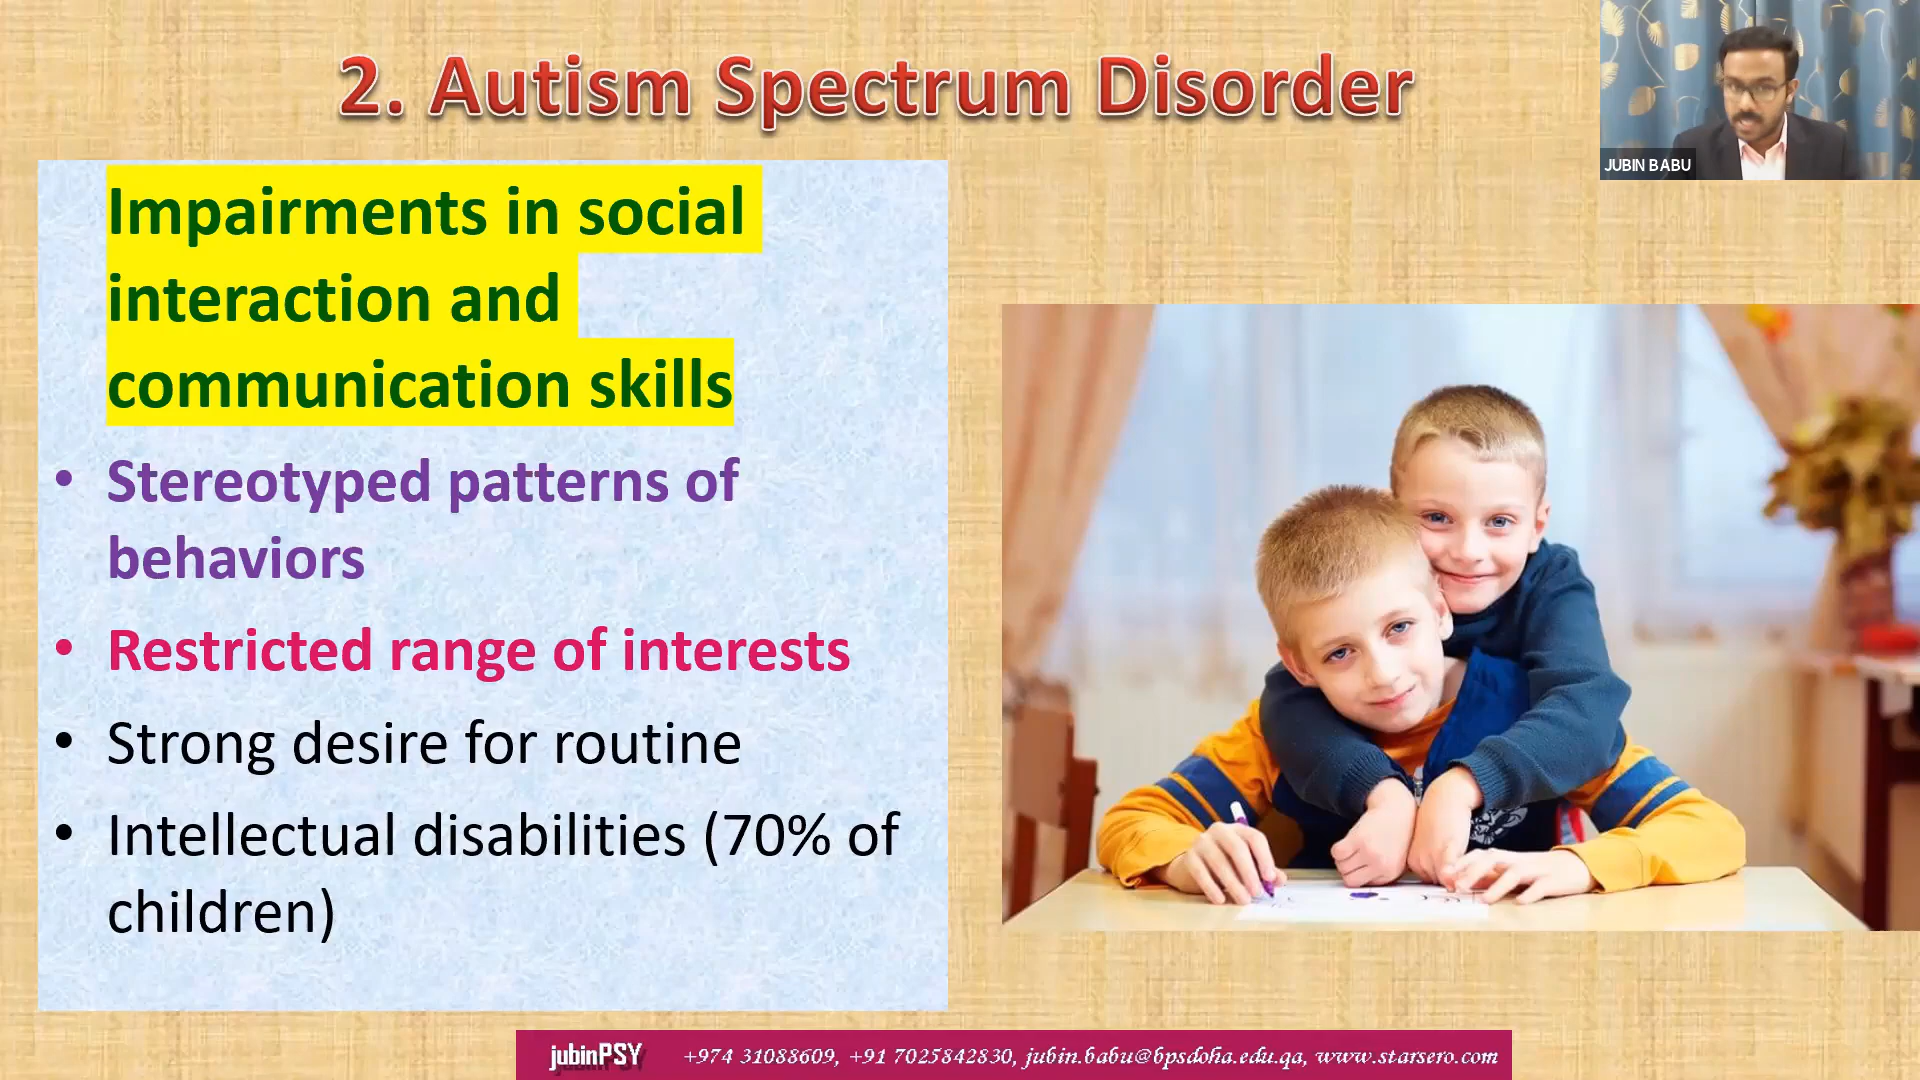 2. Autism Spectrum Disorder
JUBIN BABU
Impairments in social
interaction and
communication skills
• Stereotyped patterns of
behaviors
• Restricted range of interests
• Strong desire for routine
• Intellectual disabilities (70% of
children)
jubinPSY +974 31088609, +91 7025842830, jubin.babu@bpsdoha.edu.qa, www.starsero.com